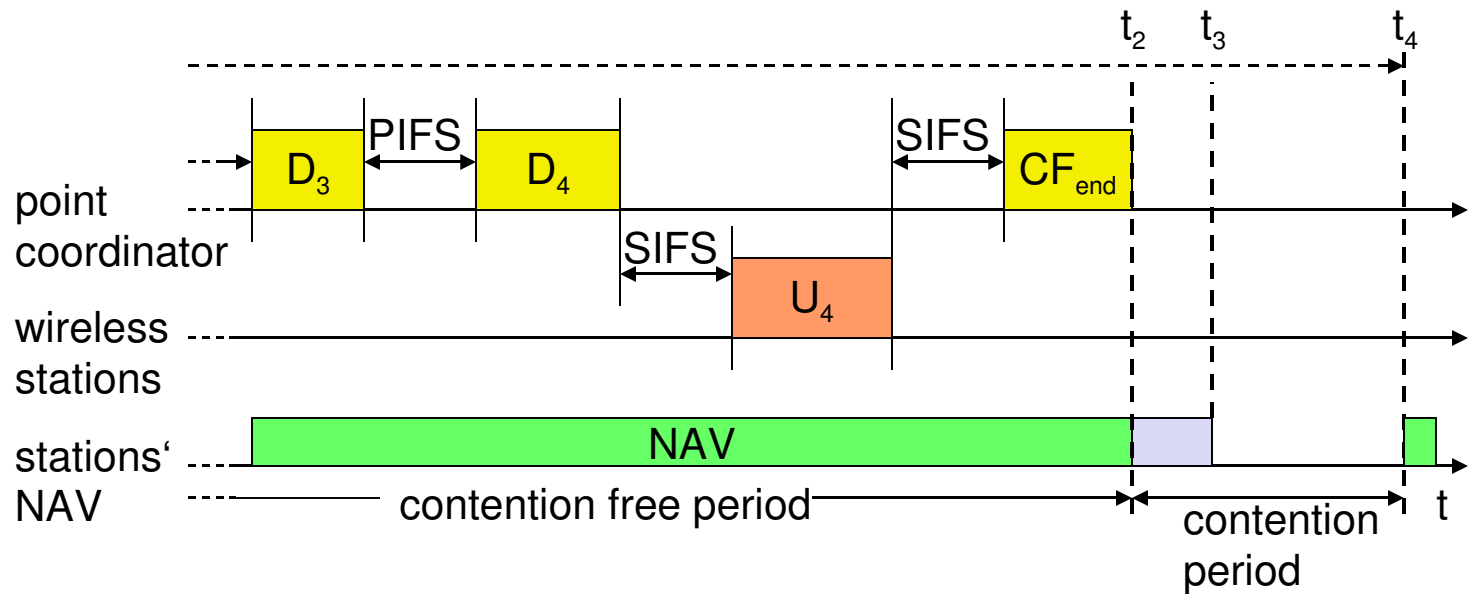 t2 t3 t4
D3 PIFS D4 SIFS CFend
point
coordinator
SIFS
U4
wireless
stations
NAV
stations‘
NAV
contention free period
contention
period
t